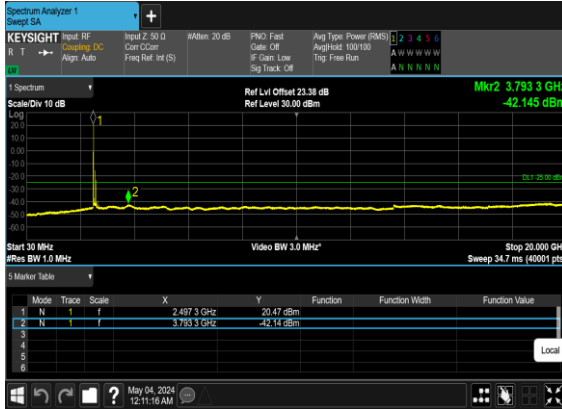 Spectrum Analyzer 1
Swept SA
+
KEYSIGHT Input: RF Input Z: 50 Ω #Atten: 20 dB PNO: Fast Avg Type: Power (RMS) 1 2 3 4 5 6
R T Coupling: DC Corr CCorr Gate: Off Avg|Hold: 100/100 A W W W W W
Align: Auto Freq Ref: Int (S) IF Gain: Low Trig: Free Run
Sig Track: Off A N N N N N
1 Spectrum Ref Lvl Offset 23.38 dB Mkr2 3.793 3 GHz
Scale/Div 10 dB Ref Level 30.00 dBm -42.145 dBm
Log
20.0
10.0
0.00
-10.0
-20.0
-30.0
-40.0
-50.0
-60.0
1
2
DL1 -25.00 dBm
Start 30 MHz Video BW 3.0 MHz* Stop 20.000 GHz
#Res BW 1.0 MHz Sweep 34.7 ms (40001 pts)
5 Marker Table
Mode Trace Scale X Y Function Function Width Function Value
1 N 1 f 2.497 3 GHz 20.47 dBm
2 N 1 f 3.793 3 GHz -42.14 dBm
3
4
5
6
Local
? May 04, 2024
12:11:16 AM